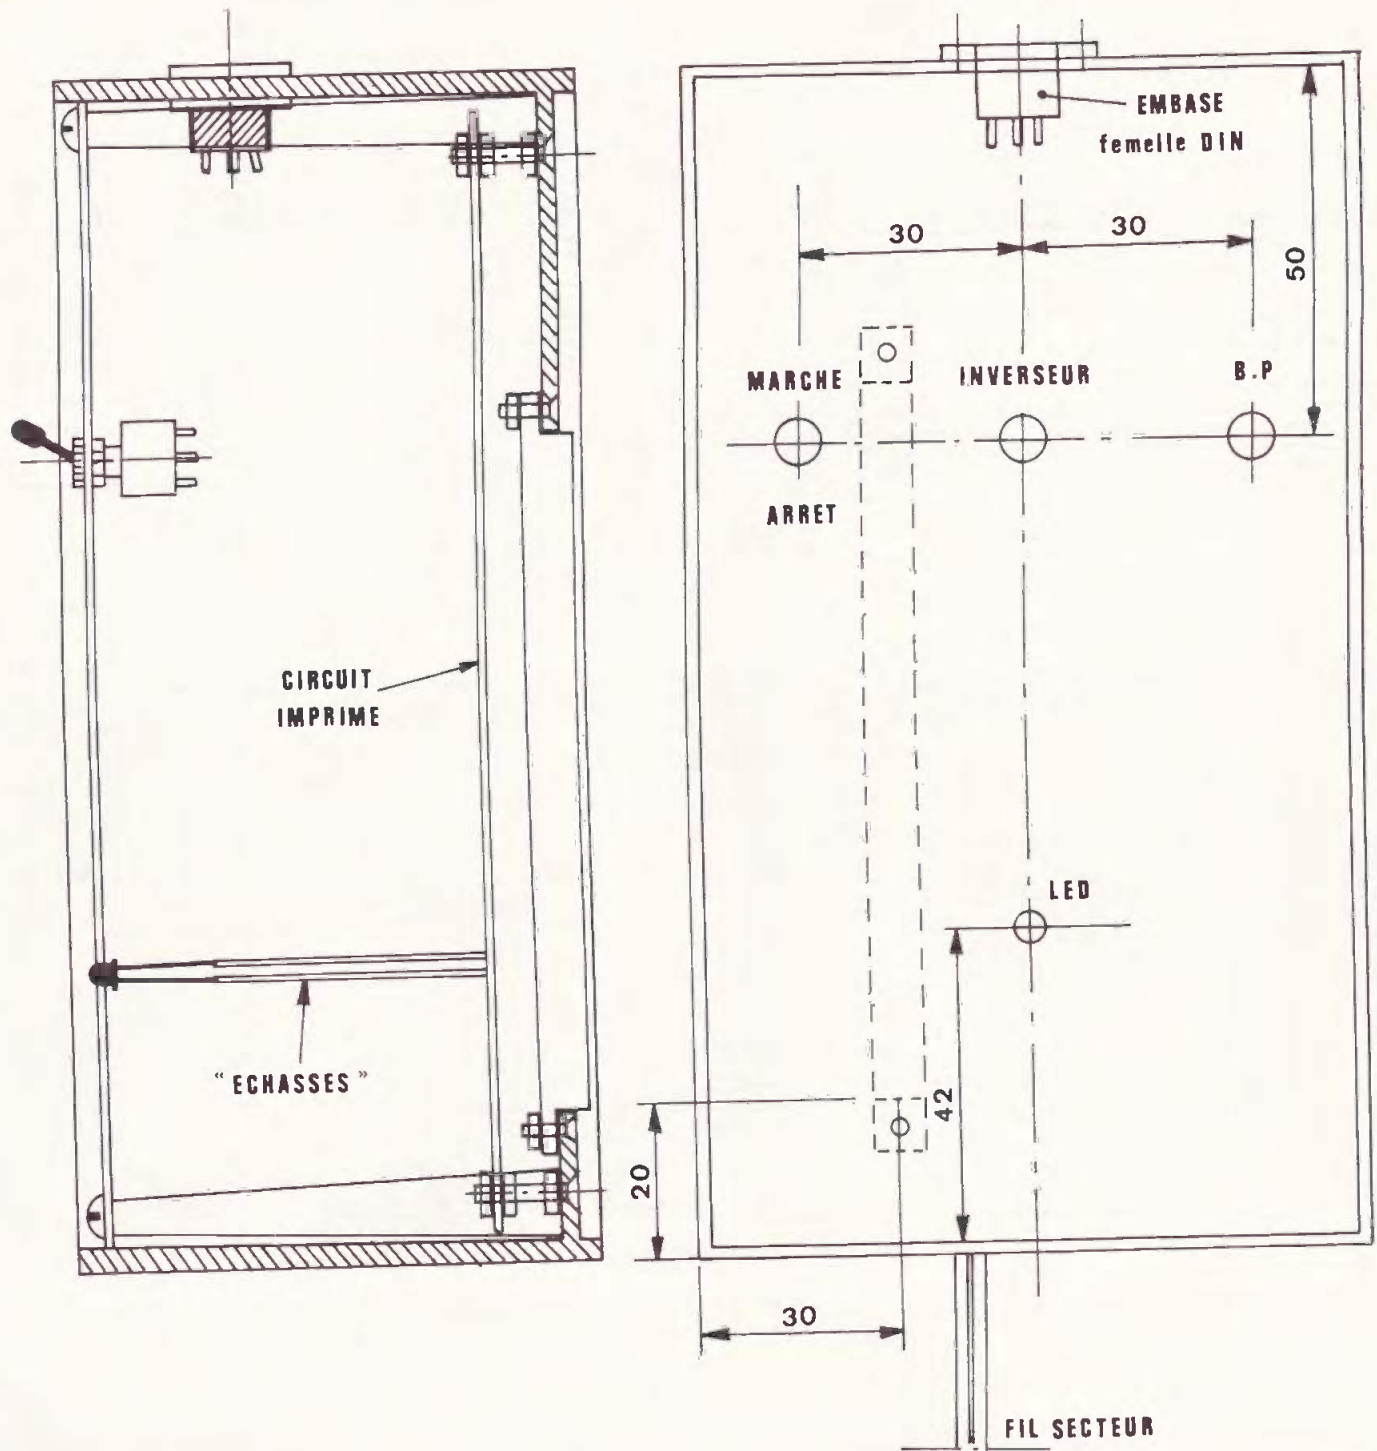 EMBASE
femelle DIN
30
30
50
MARCHE
INVERSEUR
B.P
ARRET
CIRCUIT
IMPRIME
LED
"ECHASSES"
42
20
30
FIL SECTEUR